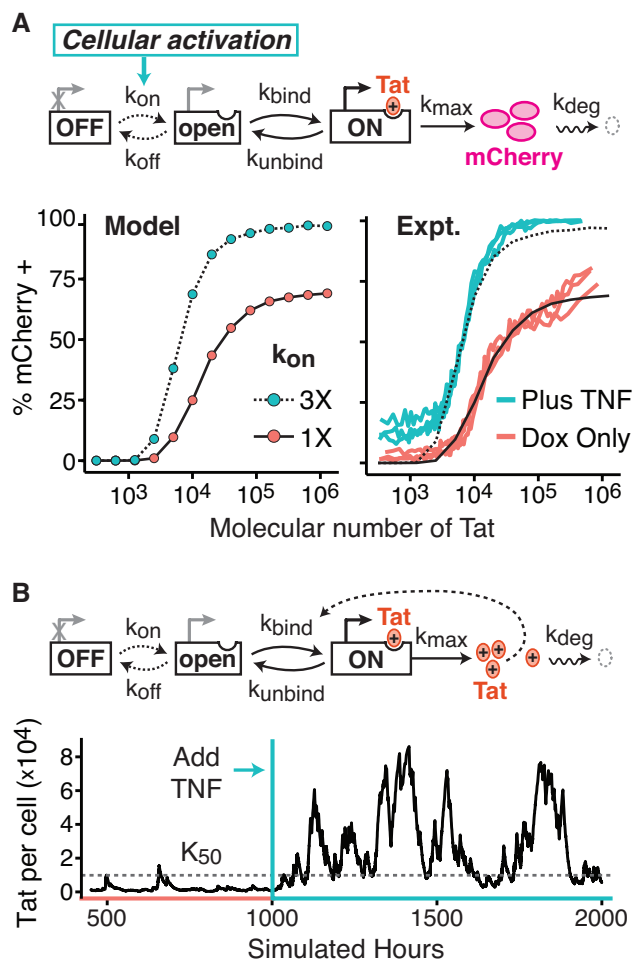 A
Cellular activation
OFF
kon
koff
open
kbind
kunbind
Tat
+
ON
kmax
mCherry
kdeg
Model
Expt.
% mCherry +
100
75
50
25
0
kon
3X
1X
Plus TNF
Dox Only
10³ 10⁴ 10⁵ 10⁶
10³ 10⁴ 10⁵ 10⁶
Molecular number of Tat
B
OFF
kon
koff
open
kbind
kunbind
Tat
+
ON
kmax
+ + + +
Tat
kdeg
Tat per cell (×10⁴)
8
6
4
2
0
Add
TNF
K50
500 1000 1500 2000
Simulated Hours